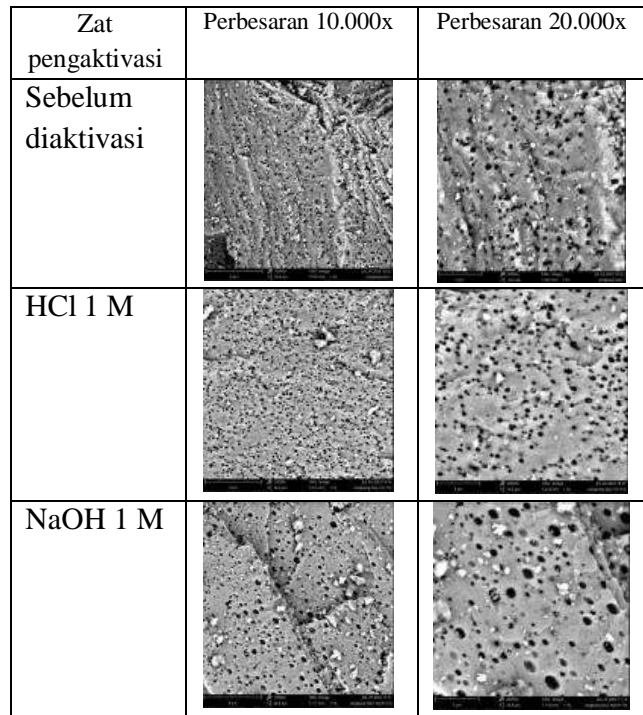 Zat
pengaktivasi
Perbesaran 10.000x
Perbesaran 20.000x
Sebelum
diaktivasi
HCl 1 M
NaOH 1 M